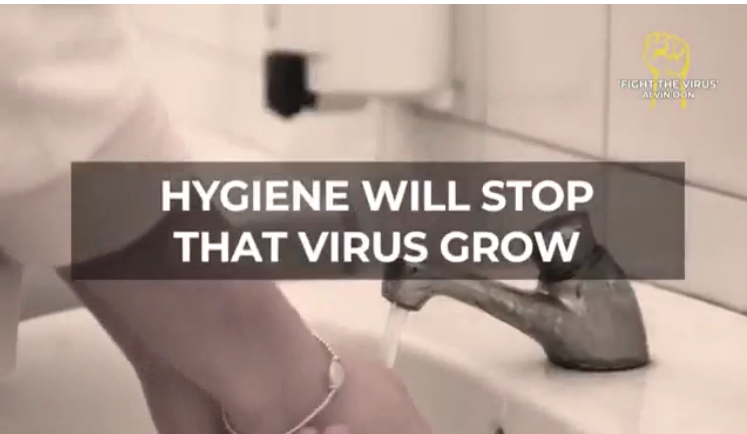 'FIGHT THE VIRUS'
ALVIN OON
HYGIENE WILL STOP
THAT VIRUS GROW